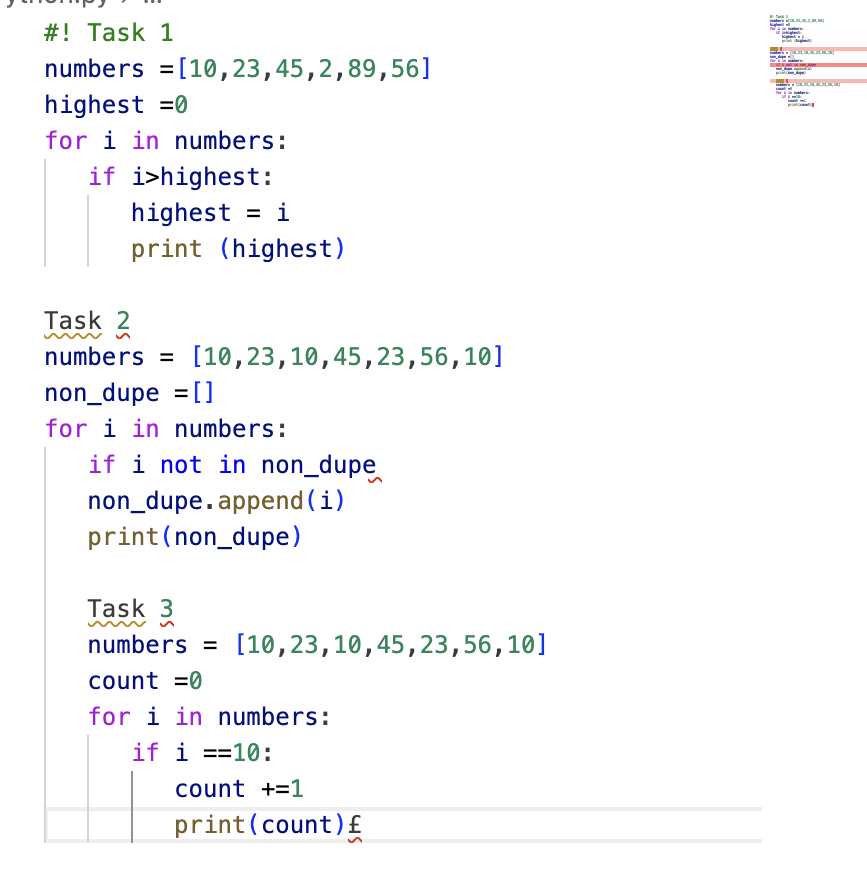 ython.py › ...
#! Task 1
numbers =[10,23,45,2,89,56]
highest =0
for i in numbers:
    if i>highest:
        highest = i
        print (highest)

Task 2
numbers = [10,23,10,45,23,56,10]
non_dupe =[]
for i in numbers:
    if i not in non_dupe
    non_dupe.append(i)
    print(non_dupe)

    Task 3
    numbers = [10,23,10,45,23,56,10]
    count =0
    for i in numbers:
        if i ==10:
            count +=1
            print(count)£